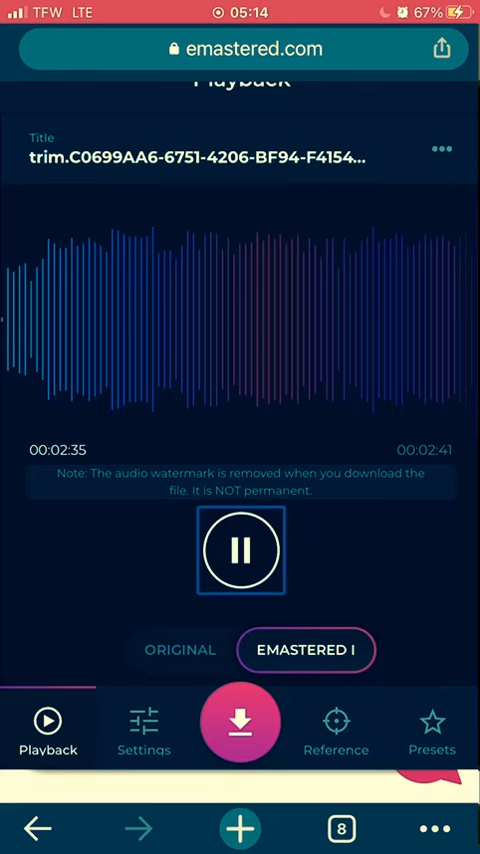 TFW LTE 05:14 67%
emastered.com
Playback
Title
trim.C0699AA6-6751-4206-BF94-F4154...
00:02:35 00:02:41
Note: The audio watermark is removed when you download the
file. It is NOT permanent.
ORIGINAL EMASTERED I
Playback Settings Reference Presets
8